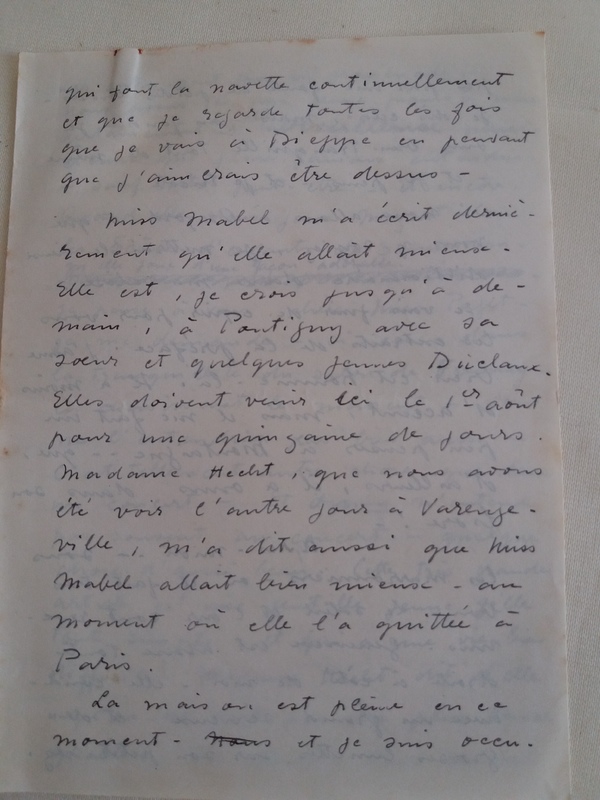 qui font la navette continuellement
et que je regarde toutes les fois
que je vais à Dieppe en pensant
que j'aimerais être dessus -
Miss Mabel m'a écrit derniè-
rement qu'elle allait mieux.
Elle est, je crois jusqu'à de-
main, à Pontigny avec sa
sœur et quelques jeunes Duclaux.
Elles doivent venir ici le 1er août
pour une quinzaine de jours.
Madame Hecht, que nous avons
été voir l'autre jour à Varenge-
ville, m'a dit aussi que Miss
Mabel allait bien mieux - au
moment où elle l'a quittée à
Paris.
La maison est pleine en ce
moment - nous et je suis occu-